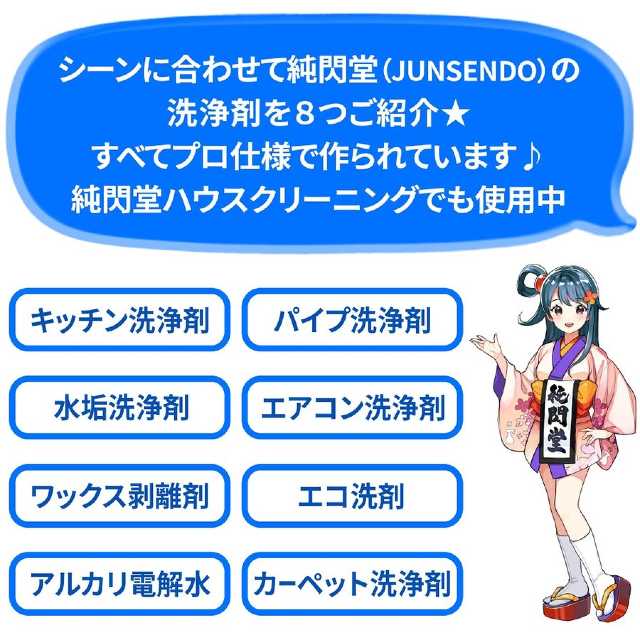 シーンに合わせて純閃堂（JUNSENDO）の
洗浄剤を８つご紹介★
すべてプロ仕様で作られています♪
純閃堂ハウスクリーニングでも使用中
キッチン洗浄剤
パイプ洗浄剤
水垢洗浄剤
エアコン洗浄剤
ワックス剥離剤
エコ洗剤
アルカリ電解水
カーペット洗浄剤
純閃堂